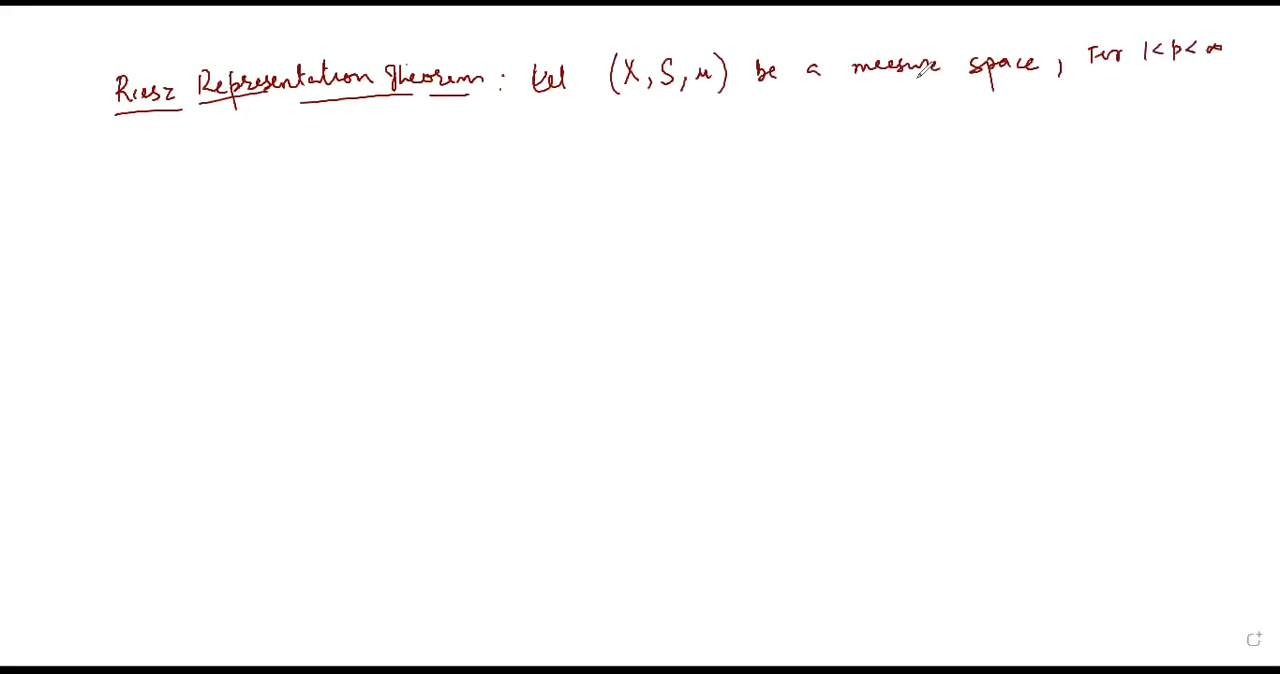 Riesz Representation Theorem : Let (X, S, μ) be a measure space, For 1 < p < ∞